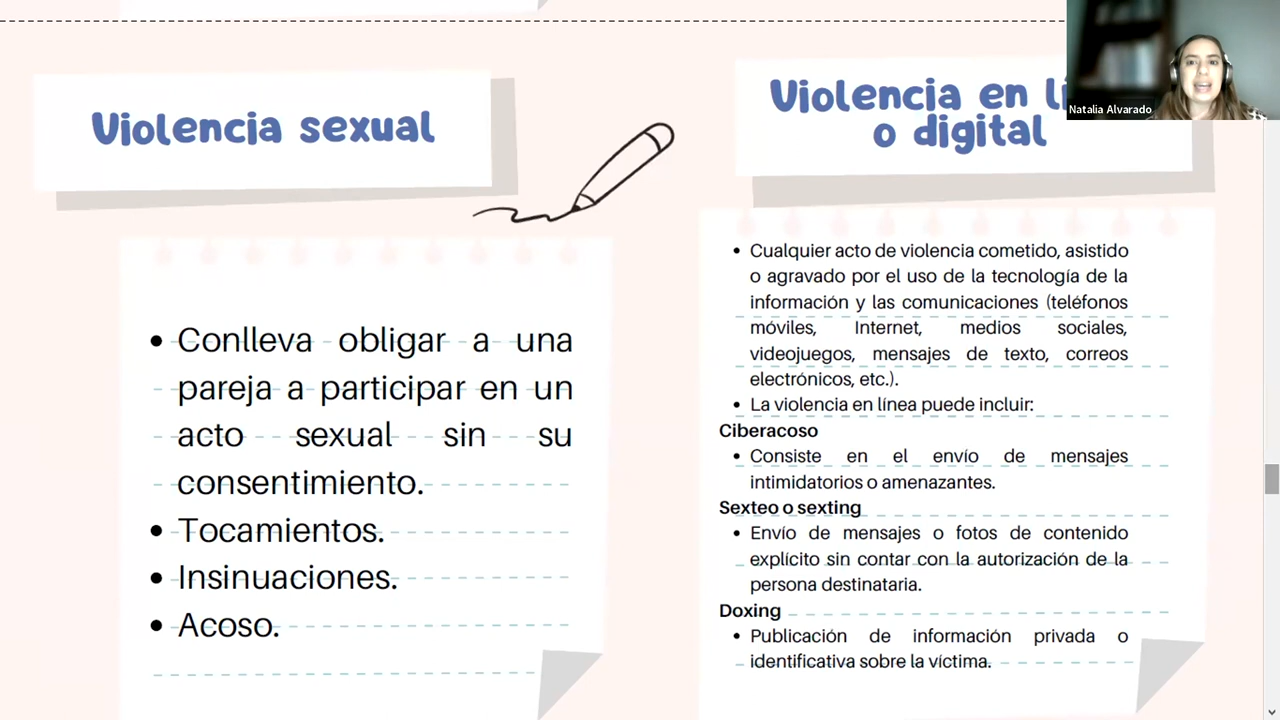 Violencia sexual
Conlleva obligar a una
pareja a participar en un
acto sexual sin su
consentimiento.
Tocamientos.
Insinuaciones.
Acoso.
Violencia en
o digital
Natalia Alvarado
Cualquier acto de violencia cometido, asistido
o agravado por el uso de la tecnología de la
información y las comunicaciones (teléfonos
móviles, Internet, medios sociales,
videojuegos, mensajes de texto, correos
electrónicos, etc.).
La violencia en línea puede incluir:
Ciberacoso
Consiste en el envío de mensajes
intimidatorios o amenazantes.
Sexteo o sexting
Envío de mensajes o fotos de contenido
explícito sin contar con la autorización de la
persona destinataria.
Doxing
Publicación de información privada o
identificativa sobre la víctima.